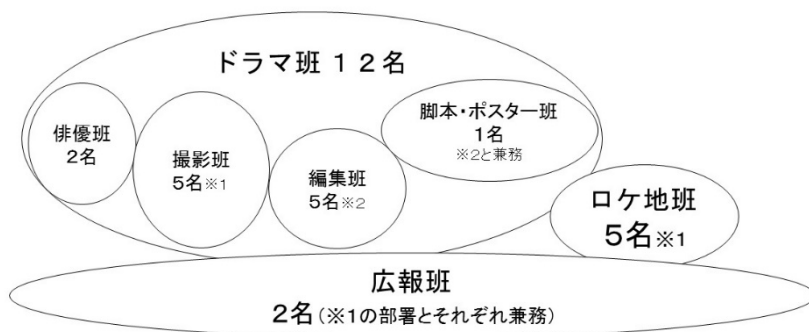 ドラマ班 １２名
俳優班
2名
撮影班
5名※1
編集班
5名※2
脚本・ポスター班
1名
※2と兼務
ロケ地班
5名※1
広報班
2名(※1の部署とそれぞれ兼務)